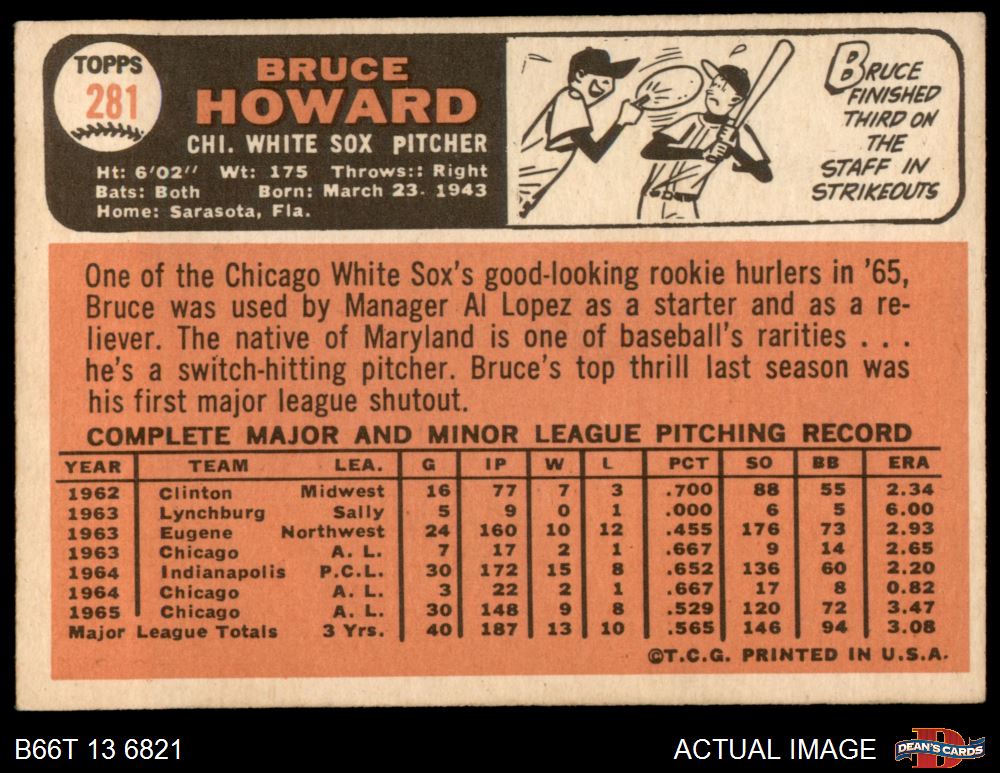 TOPPS
281
BRUCE
HOWARD
CHI. WHITE SOX PITCHER
Ht: 6'02" Wt: 175 Throws:: Right
Bats: Both Born: March 23. 1943
Home: Sarasota, Fla.
BRUCE
FINISHED
THIRD ON
THE
STAFF IN
STRIKEOUTS
One of the Chicago White Sox's good-looking rookie hurlers in '65,
Bruce was used by Manager Al Lopez as a starter and as a re-
liever. The native of Maryland is one of baseball's rarities . . .
he's a switch-hitting pitcher. Bruce's top thrill last season was
his first major league shutout.
COMPLETE MAJOR AND MINOR LEAGUE PITCHING RECORD
YEAR TEAM LEA. G IP W L PCT SO BB ERA
1962 Clinton Midwest 16 77 7 3 .700 88 55 2.34
1963 Lynchburg Sally 5 9 0 1 .000 6 5 6.00
1963 Eugene Northwest 24 160 10 12 .455 176 73 2.93
1963 Chicago A. L. 7 17 2 1 .667 9 14 2.65
1964 Indianapolis P.C.L. 30 172 15 8 .652 136 60 2.20
1964 Chicago A. L. 3 22 2 1 .667 17 8 0.82
1965 Chicago A. L. 30 148 9 8 .529 120 72 3.47
Major League Totals 3 Yrs. 40 187 13 10 .565 146 94 3.08
©T.C.G. PRINTED IN U.S.A.
B66T 13 6821
ACTUAL IMAGE
DEAN'S CARDS